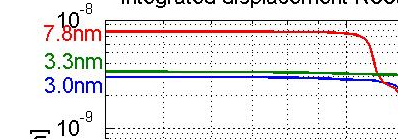 integrated displacement
10⁻⁸
7.8nm
3.3nm
3.0nm
10⁻⁹